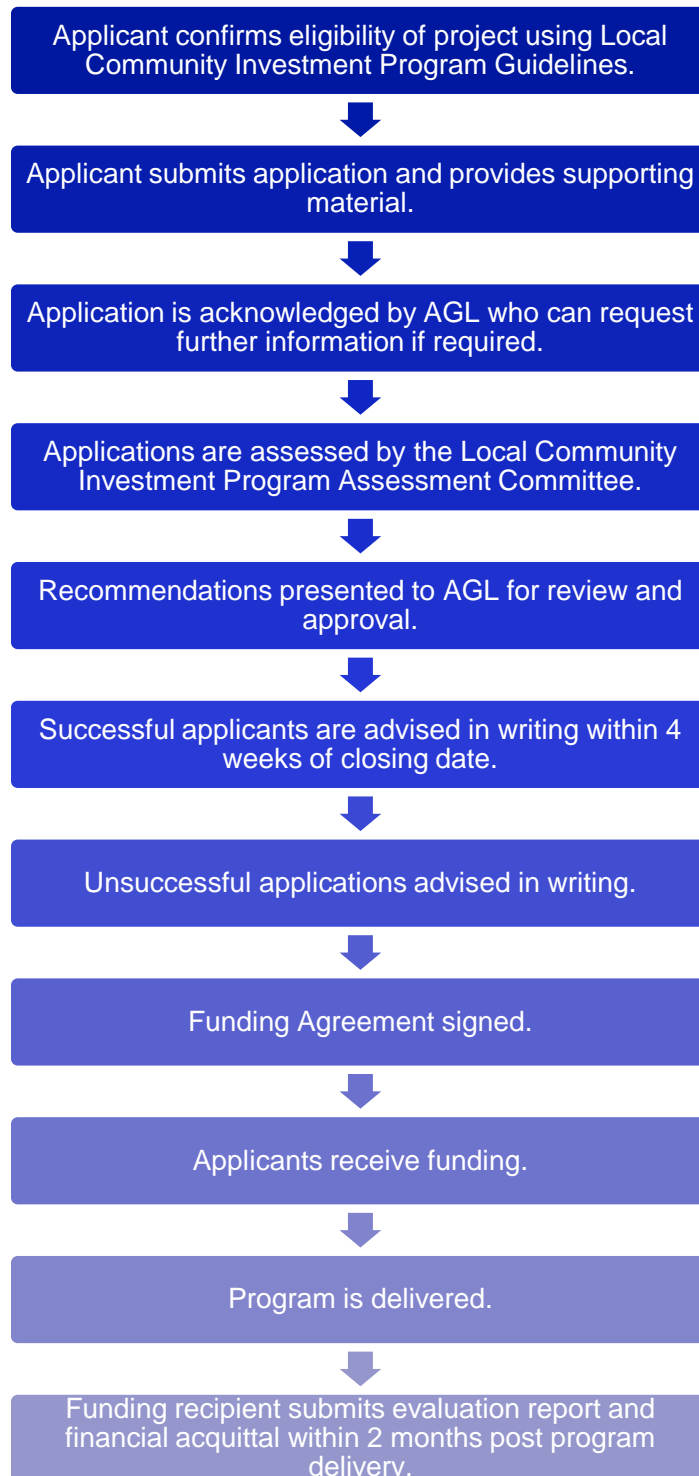 Applicant confirms eligibility of project using Local
Community Investment Program Guidelines.
Applicant submits application and provides supporting
material.
Application is acknowledged by AGL who can request
further information if required.
Applications are assessed by the Local Community
Investment Program Assessment Committee.
Recommendations presented to AGL for review and
approval.
Successful applicants are advised in writing within 4
weeks of closing date.
Unsuccessful applications advised in writing.
Funding Agreement signed.
Applicants receive funding.
Program is delivered.
Funding recipient submits evaluation report and
financial acquittal within 2 months post program
delivery.